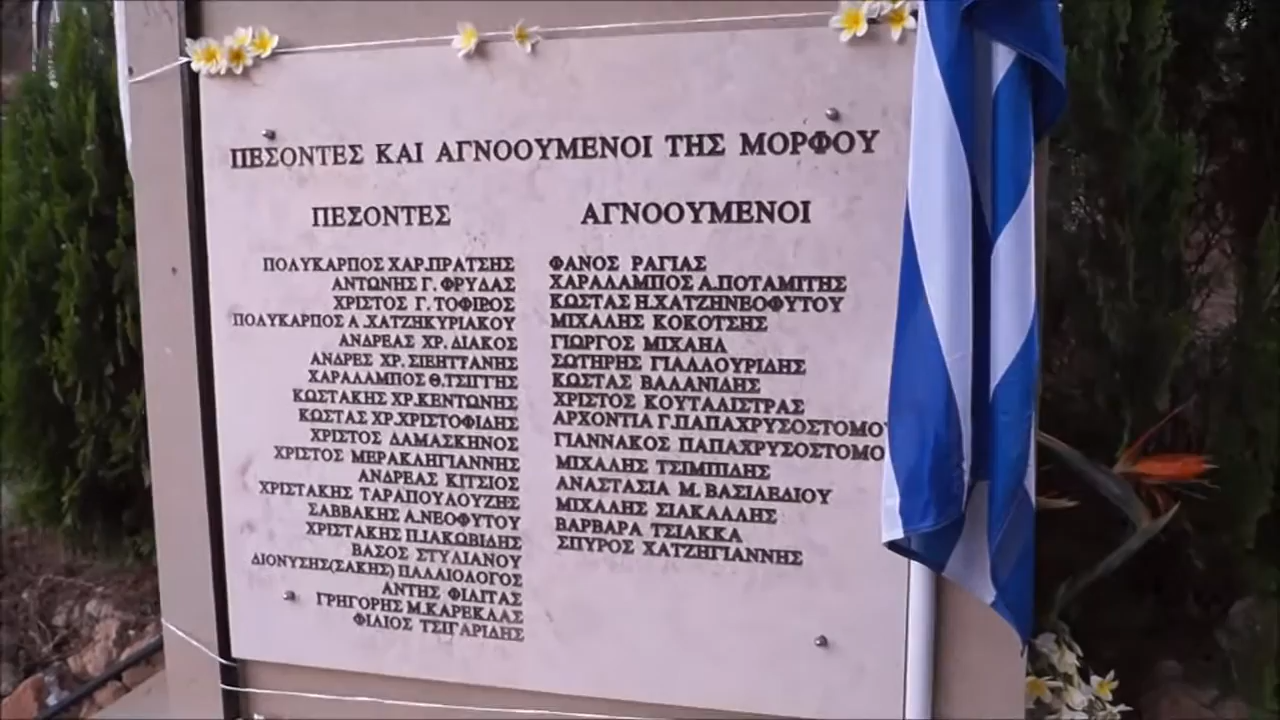 ΠΕΣΟΝΤΕΣ ΚΑΙ ΑΓΝΟΟΥΜΕΝΟΙ ΤΗΣ ΜΟΡΦΟΥ
ΠΕΣΟΝΤΕΣ
ΠΟΛΥΚΑΡΠΟΣ ΧΑΡ.ΠΡΑΤΣΗΣ
ΑΝΤΩΝΗΣ Γ. ΦΡΥΔΑΣ
ΧΡΙΣΤΟΣ Γ. ΤΟΦΙΡΟΣ
ΠΟΛΥΚΑΡΠΟΣ Α.ΧΑΤΖΗΚΥΡΙΑΚΟΥ
ΑΝΔΡΕΑΣ ΧΡ. ΔΙΑΚΟΣ
ΑΝΔΡΕΣ ΧΡ. ΣΙΕΗΤΤΑΝΗΣ
ΧΑΡΑΛΑΜΠΟΣ Θ.ΤΣΙΓΓΗΣ
ΚΩΣΤΑΚΗΣ ΧΡ.ΚΕΝΤΩΝΗΣ
ΚΩΣΤΑΣ ΧΡ.ΧΡΙΣΤΟΦΙΔΗΣ
ΧΡΙΣΤΟΣ ΔΑΜΑΣΚΗΝΟΣ
ΧΡΙΣΤΟΣ ΜΕΡΑΚΛΗΓΙΑΝΝΗΣ
ΑΝΔΡΕΑΣ ΚΙΤΣΙΟΣ
ΧΡΙΣΤΑΚΗΣ ΤΑΡΑΠΟΥΛΟΥΖΗΣ
ΣΑΒΒΑΚΗΣ Α.ΝΕΟΦΥΤΟΥ
ΧΡΙΣΤΑΚΗΣ Π.ΙΑΚΩΒΙΔΗΣ
ΒΑΣΟΣ ΣΤΥΛΙΑΝΟΥ
ΔΙΟΝΥΣΗΣ(ΣΑΚΗΣ) ΠΑΛΑΙΟΛΟΓΟΣ
ΑΝΤΗΣ ΦΙΛΙΤΑΣ
ΓΡΗΓΟΡΗΣ Μ.ΚΑΡΕΚΛΑΣ
ΦΙΛΙΟΣ ΤΣΙΓΑΡΙΔΗΣ
ΑΓΝΟΟΥΜΕΝΟΙ
ΦΑΝΟΣ ΡΑΓΙΑΣ
ΧΑΡΑΛΑΜΠΟΣ Α.ΠΟΤΑΜΙΤΗΣ
ΚΩΣΤΑΣ Η.ΧΑΤΖΗΝΕΟΦΥΤΟΥ
ΜΙΧΑΛΗΣ ΚΟΚΟΤΣΗΣ
ΓΙΩΡΓΟΣ ΜΙΧΑΗΛ
ΣΩΤΗΡΗΣ ΓΙΑΛΛΟΥΡΙΔΗΣ
ΚΩΣΤΑΣ ΒΑΛΑΝΙΔΗΣ
ΧΡΙΣΤΟΣ ΚΟΥΤΑΛΙΣΤΡΑΣ
ΑΡΧΟΝΤΙΑ Γ.ΠΑΠΑΧΡΥΣΟΣΤΟΜΟΥ
ΓΙΑΝΝΑΚΟΣ ΠΑΠΑΧΡΥΣΟΣΤΟΜΟ
ΜΙΧΑΛΗΣ ΤΣΙΜΠΙΔΗΣ
ΑΝΑΣΤΑΣΙΑ Μ. ΒΑΣΙΛΕΙΟΥ
ΜΙΧΑΛΗΣ ΣΙΑΚΑΛΛΗΣ
ΒΑΡΒΑΡΑ ΤΣΙΑΚΚΑ
ΣΠΥΡΟΣ ΧΑΤΖΗΓΙΑΝΝΗΣ